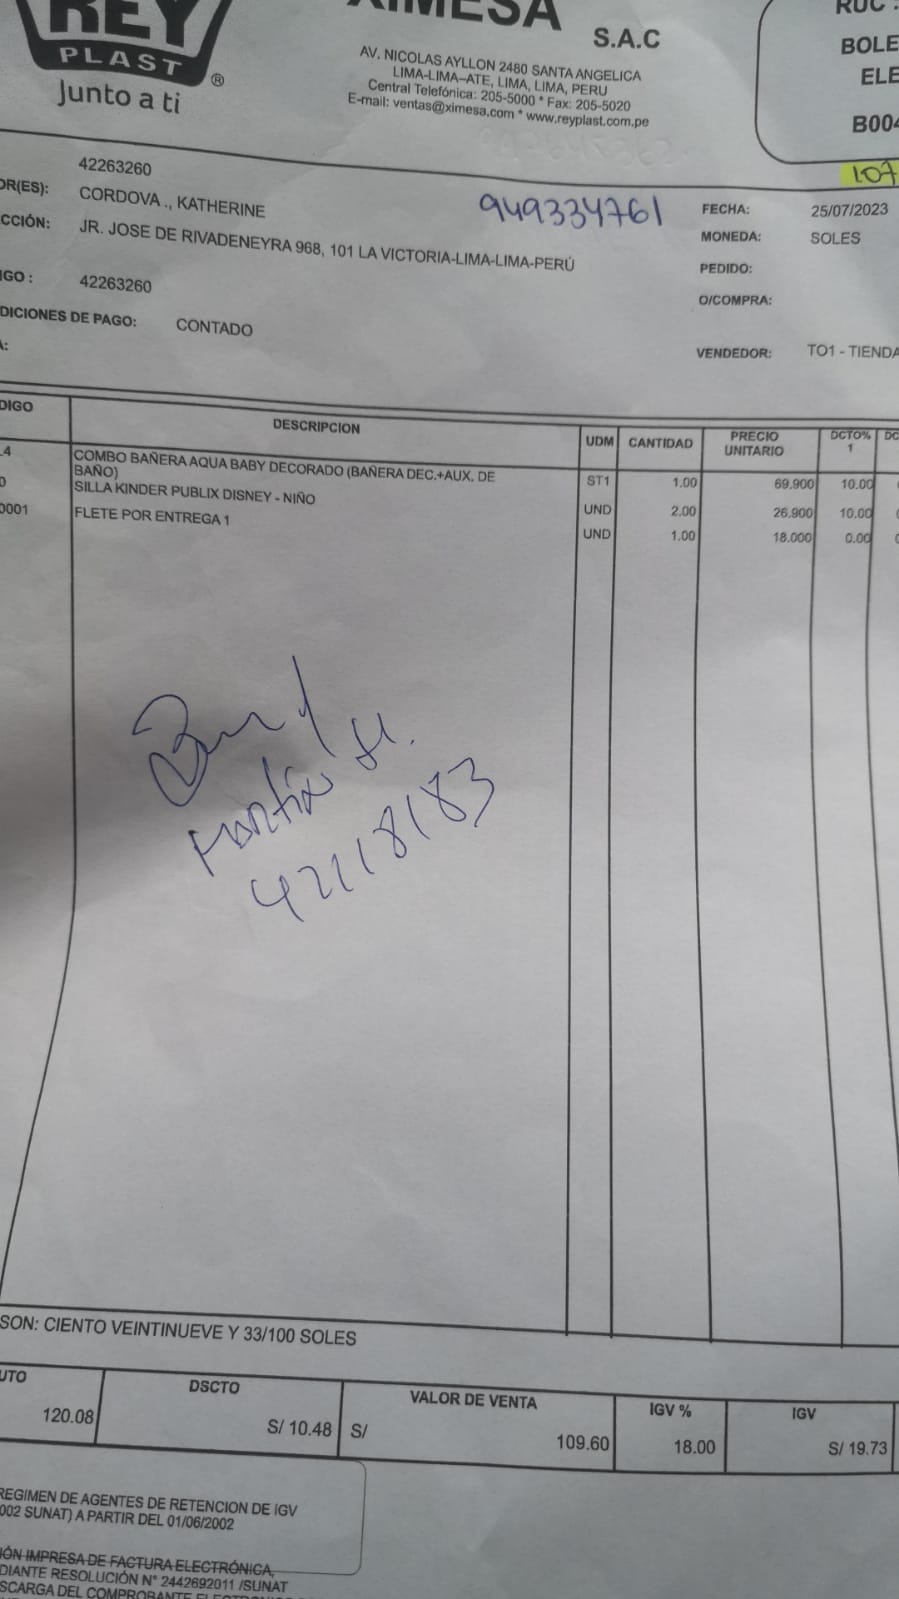 REY
PLAST ®
Junto a ti
XIMESA
S.A.C
AV. NICOLAS AYLLON 2480 SANTA ANGELICA
LIMA-LIMA--ATE, LIMA, LIMA, PERU
Central Telefónica: 205-5000 * Fax: 205-5020
E-mail: ventas@ximesa.com * www.reyplast.com.pe
RUC :
BOLE
ELE
B004
107
42263260
OR(ES): CORDOVA ., KATHERINE
949334761
CCIÓN: JR. JOSE DE RIVADENEYRA 968, 101 LA VICTORIA-LIMA-LIMA-PERÚ
IGO : 42263260
DICIONES DE PAGO: CONTADO
A:
FECHA: 25/07/2023
MONEDA: SOLES
PEDIDO:
O/COMPRA:
VENDEDOR: TO1 - TIENDA
DIGO DESCRIPCION UDM CANTIDAD PRECIO UNITARIO DCTO% 1 DC
.4 COMBO BAÑERA AQUA BABY DECORADO (BAÑERA DEC.+AUX. DE BAÑO) ST1 1.00 69.900 10.00
0 SILLA KINDER PUBLIX DISNEY - NIÑO UND 2.00 26.900 10.00
0001 FLETE POR ENTREGA 1 UND 1.00 18.000 0.00
42118183
SON: CIENTO VEINTINUEVE Y 33/100 SOLES
UTO DSCTO VALOR DE VENTA IGV % IGV
120.08 S/ 10.48 S/ 109.60 18.00 S/ 19.73
REGIMEN DE AGENTES DE RETENCION DE IGV
002 SUNAT) A PARTIR DEL 01/06/2002
IÓN IMPRESA DE FACTURA ELECTRÓNICA,
DIANTE RESOLUCIÓN N° 2442692011 /SUNAT
SCARGA DEL COMPROBANTE